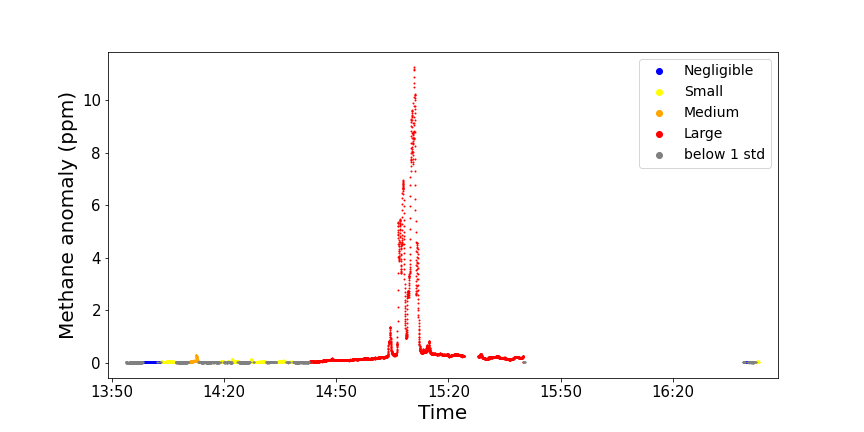 Negligible
Small
Medium
Large
below 1 std
10
8
6
4
2
0
Methane anomaly (ppm)
13:50 14:20 14:50 15:20 15:50 16:20
Time